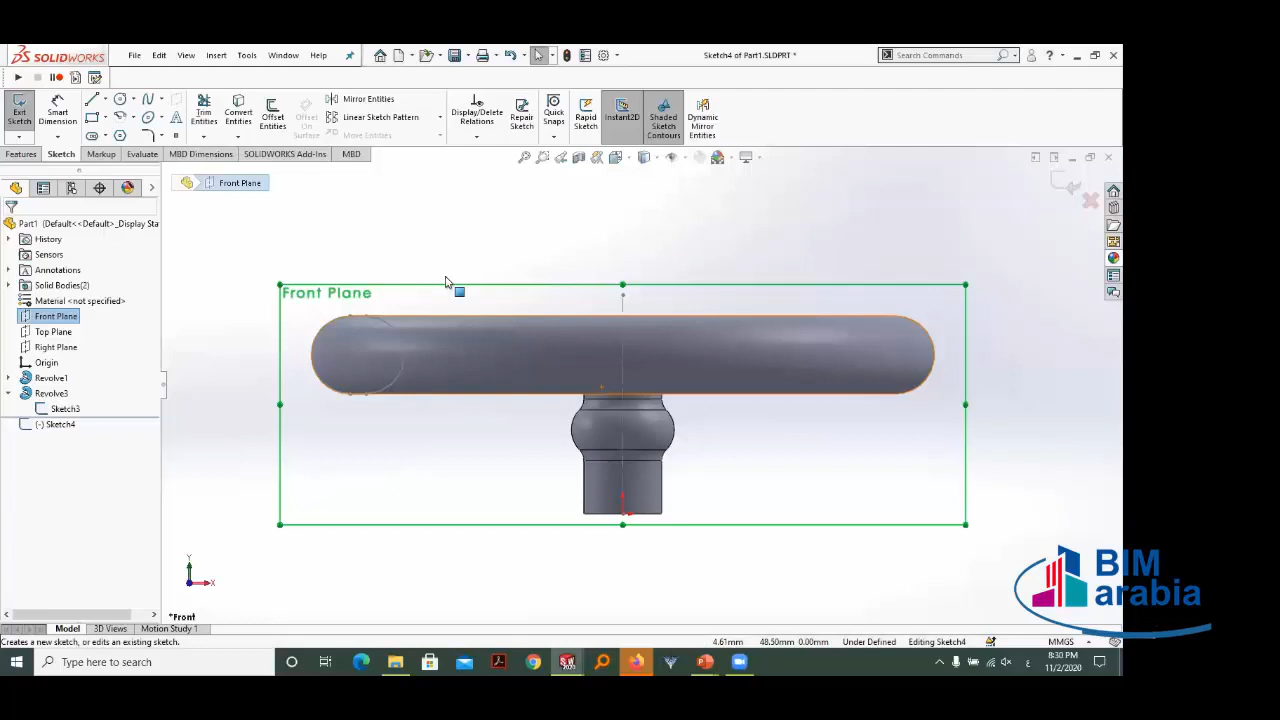 SOLIDWORKS File Edit View Insert Tools Window Help Sketch4 of Part1.SLDPRT * Search Commands
Exit Sketch
Smart Dimension
Trim Entities
Convert Entities
Offset Entities
Offset On Surface
Mirror Entities
Linear Sketch Pattern
Move Entities
Display/Delete Relations
Repair Sketch
Quick Snaps
Rapid Sketch
Instant2D
Shaded Sketch Contours
Dynamic Mirror Entities
Features Sketch Markup Evaluate MBD Dimensions SOLIDWORKS Add-Ins MBD
Front Plane
Part1 (Default<<Default>_Display Sta
History
Sensors
Annotations
Solid Bodies(2)
Material <not specified>
Front Plane
Top Plane
Right Plane
Origin
Revolve1
Revolve3
Sketch3
(-) Sketch4
Front Plane
Y
X
*Front
Model 3D Views Motion Study 1
Creates a new sketch, or edits an existing sketch. 4.61mm 48.50mm 0.00mm Under Defined Editing Sketch4 MMGS
Type here to search
SW 2020
ع
8:30 PM
11/2/2020
BIM
arabia